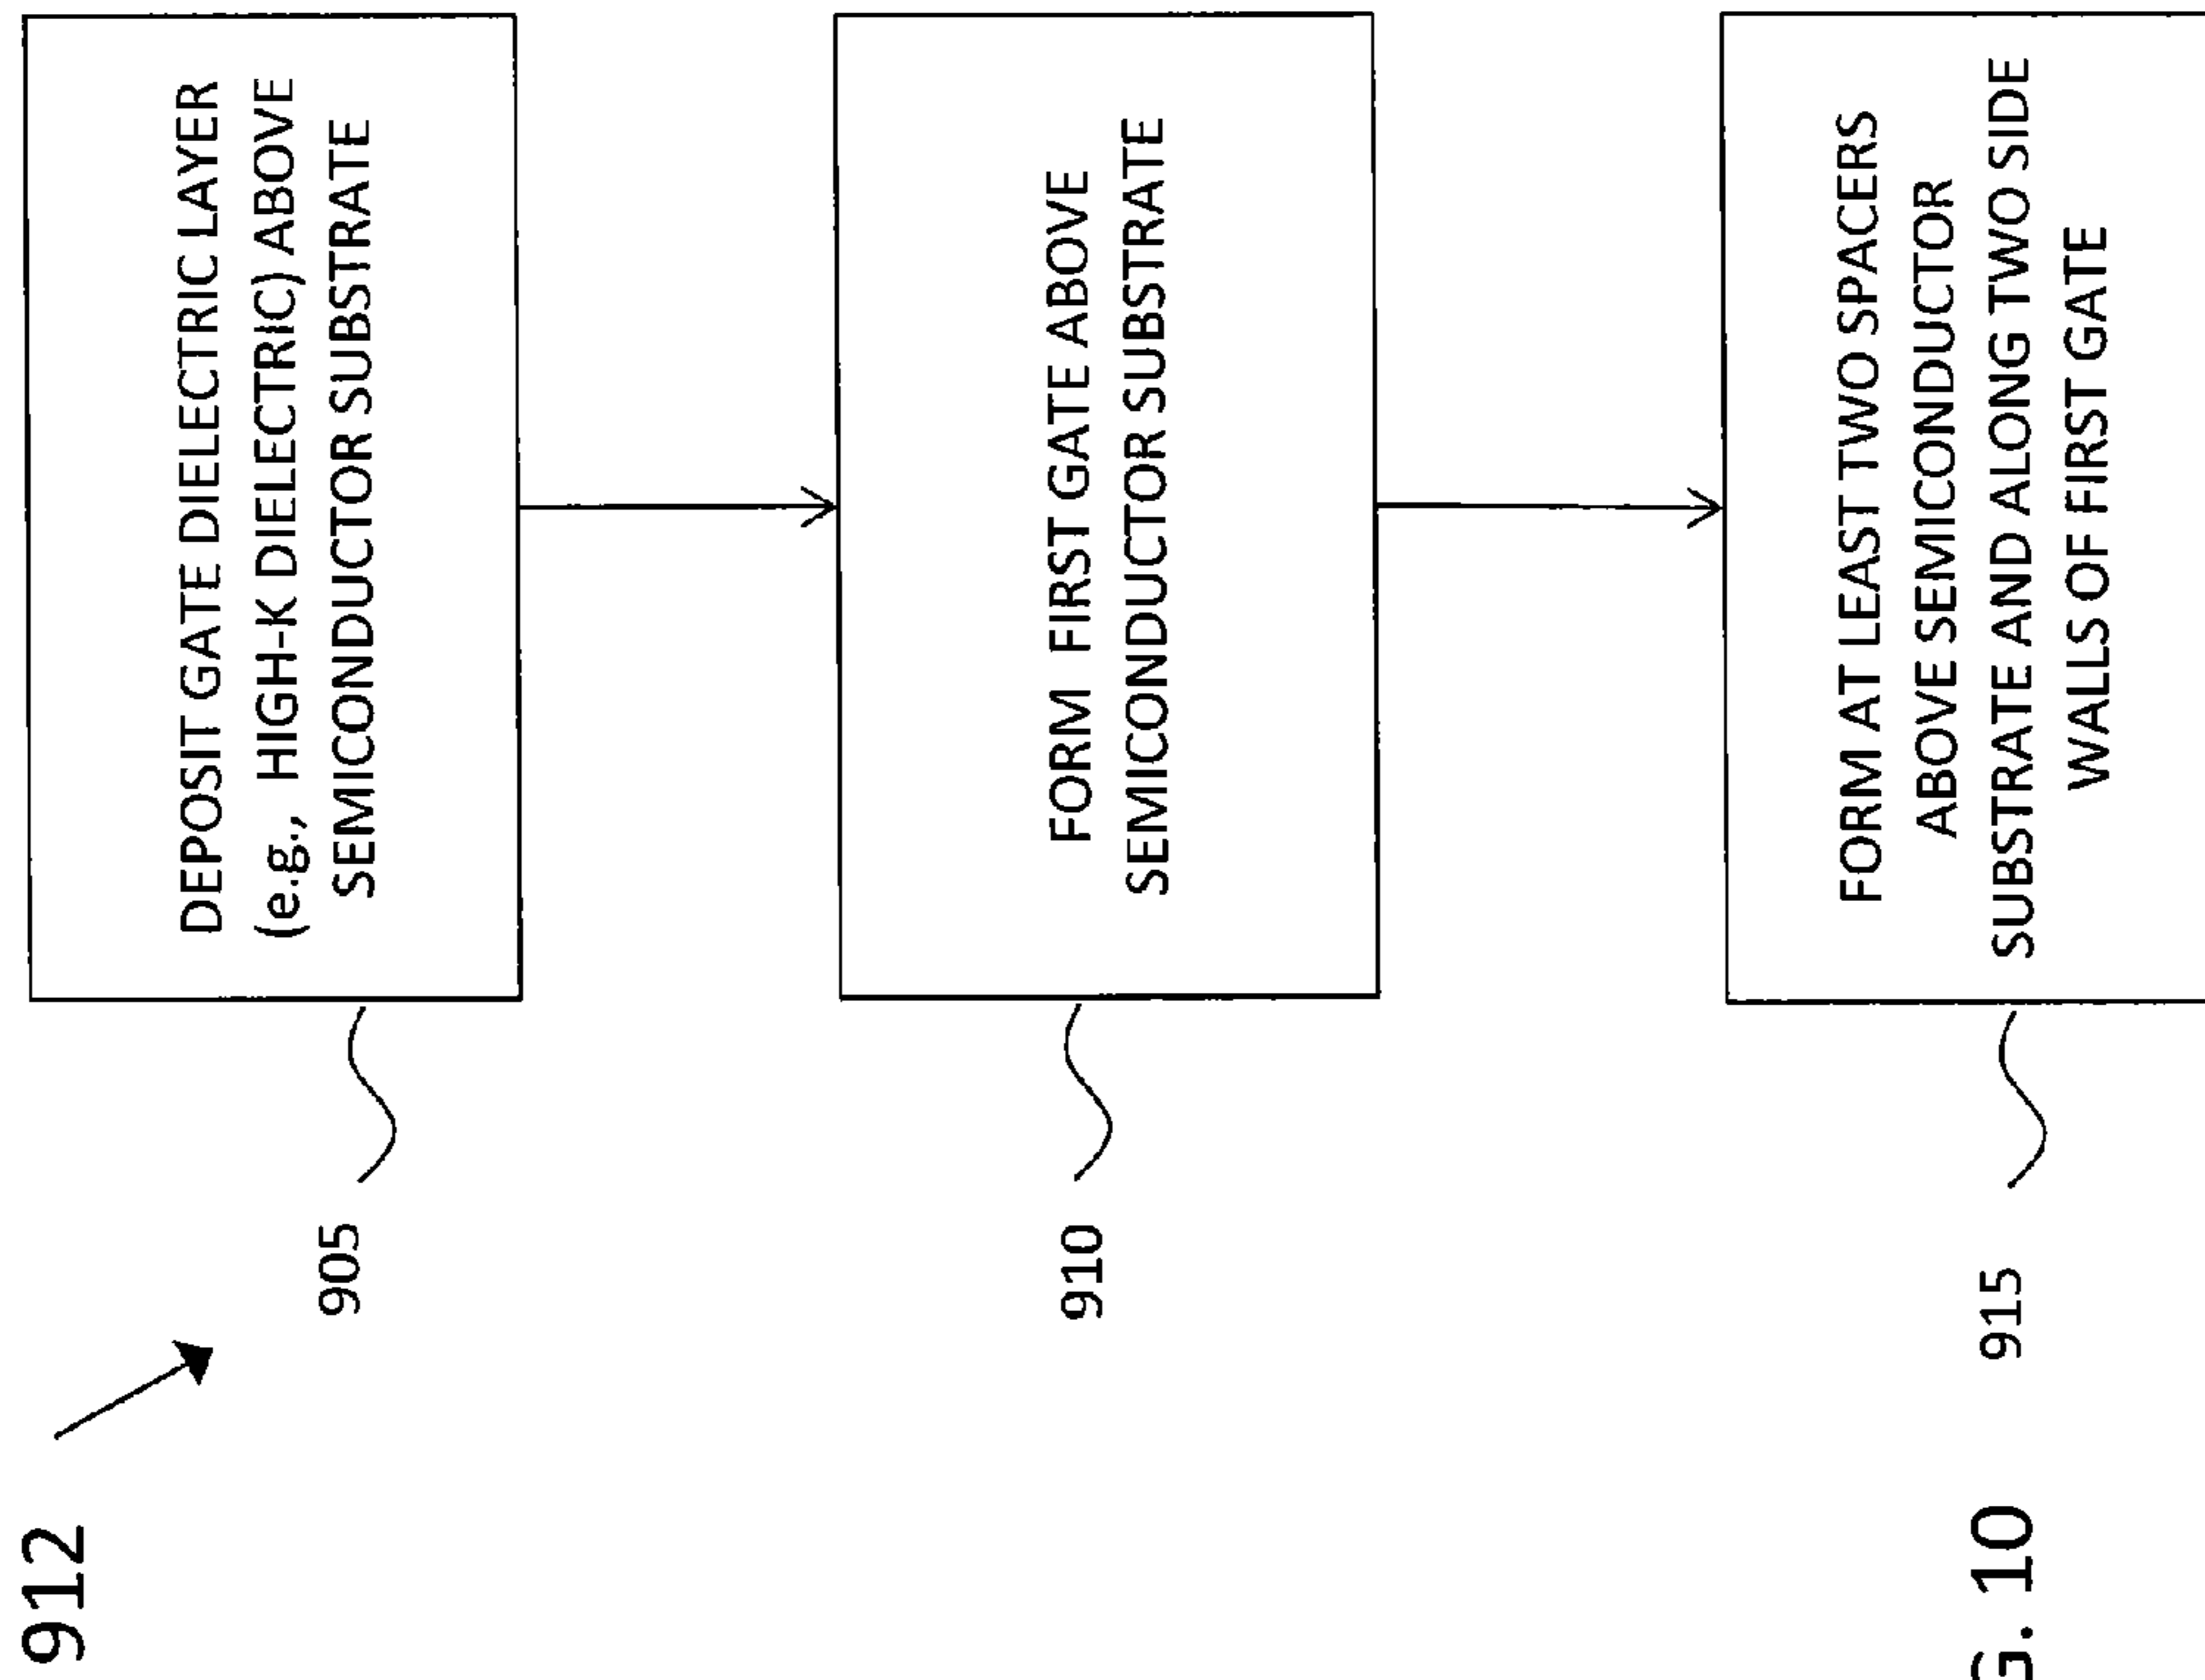 912
905
DEPOSIT GATE DIELECTRIC LAYER
(e.g., HIGH-K DIELECTRIC) ABOVE
SEMICONDUCTOR SUBSTRATE
910
FORM FIRST GATE ABOVE
SEMICONDUCTOR SUBSTRATE
915
FORM AT LEAST TWO SPACERS
ABOVE SEMICONDUCTOR
SUBSTRATE AND ALONG TWO SIDE
WALLS OF FIRST GATE
G. 10